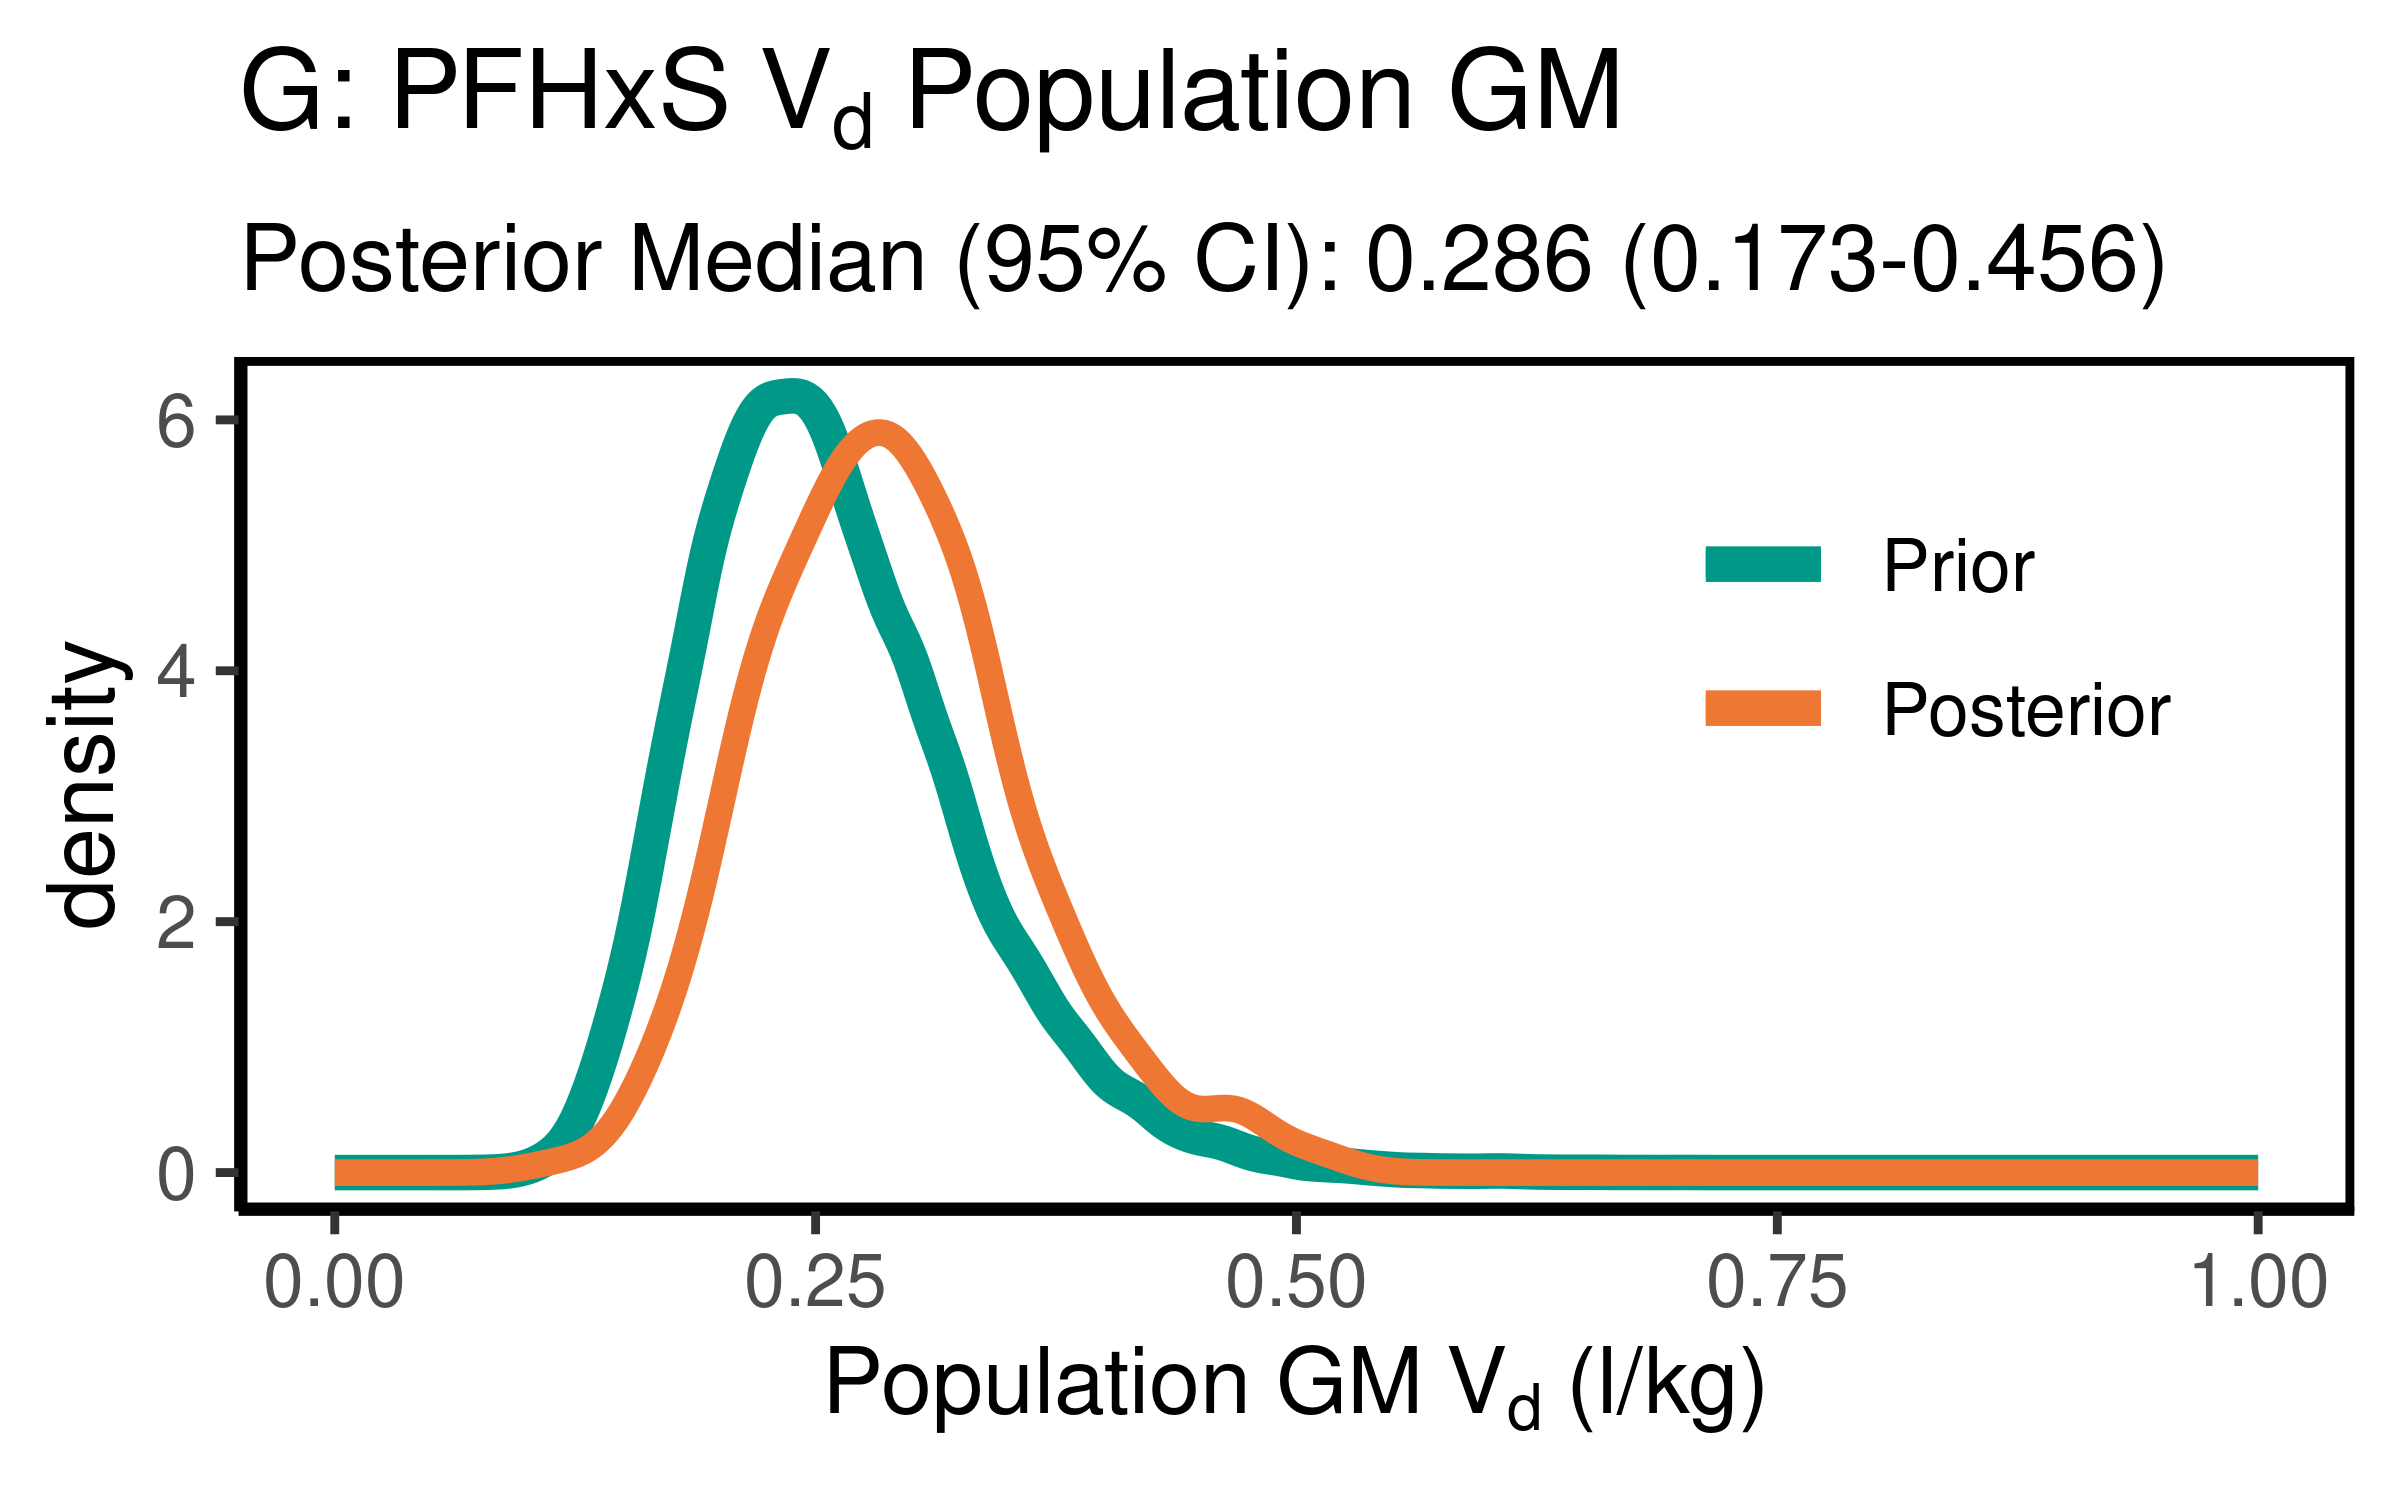 G: PFHxS Vd Population GM
Posterior Median (95% CI): 0.286 (0.173-0.456)
density
6
4
2
0
Prior
Posterior
0.00 0.25 0.50 0.75 1.00
Population GM Vd (l/kg)